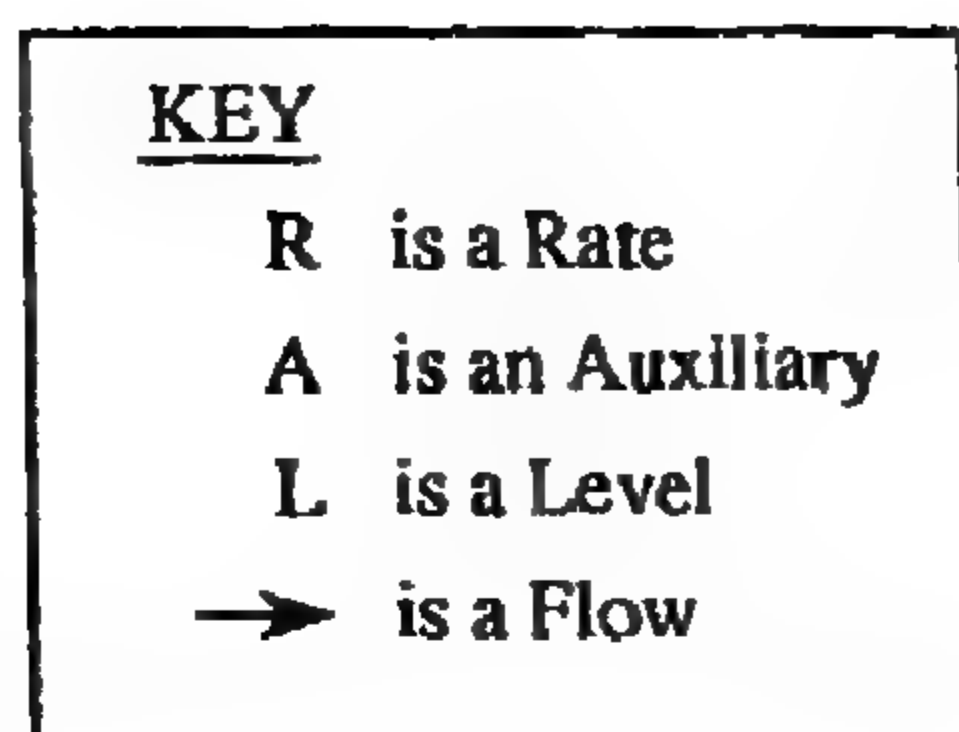 KEY
R is a Rate
A is an Auxiliary
L is a Level
→ is a Flow